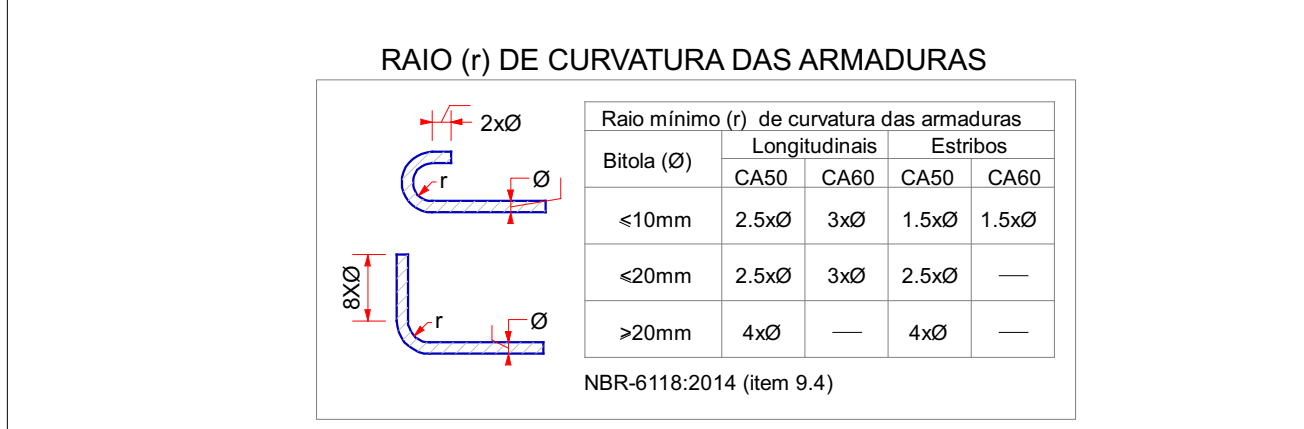 RAIO (r) DE CURVATURA DAS ARMADURAS
2xØ
r
Ø
8XØ
r
Ø
Raio mínimo (r) de curvatura das armaduras
Bitola (Ø) Longitudinais Estribos
CA50 CA60 CA50 CA60
⩽10mm 2.5xØ 3xØ 1.5xØ 1.5xØ
⩽20mm 2.5xØ 3xØ 2.5xØ —
⩾20mm 4xØ — 4xØ —
NBR-6118:2014 (item 9.4)